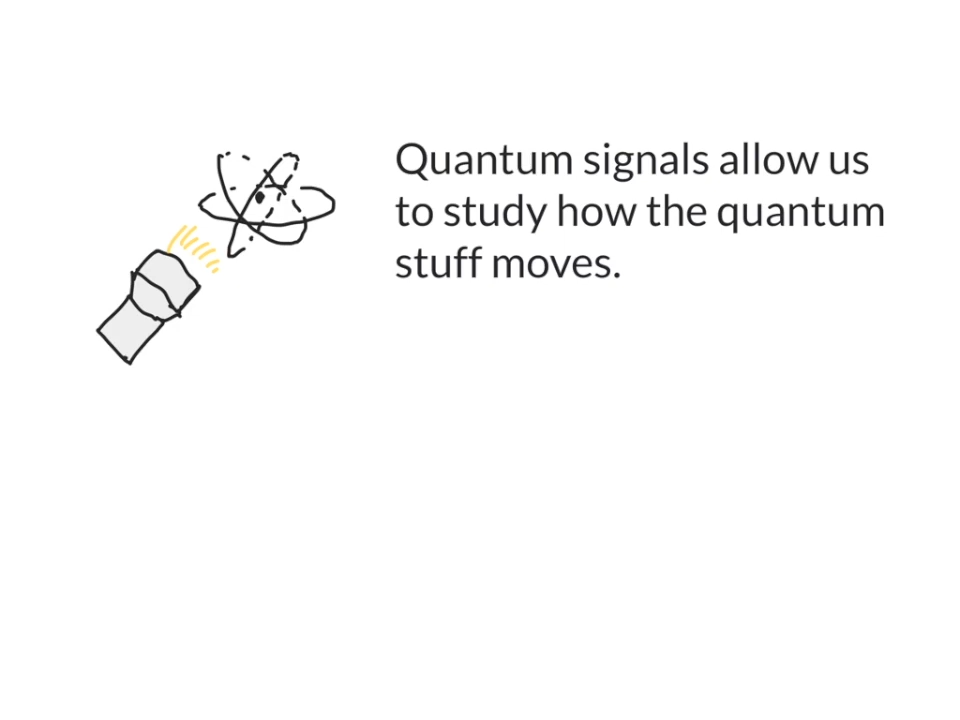 Quantum signals allow us
to study how the quantum
stuff moves.